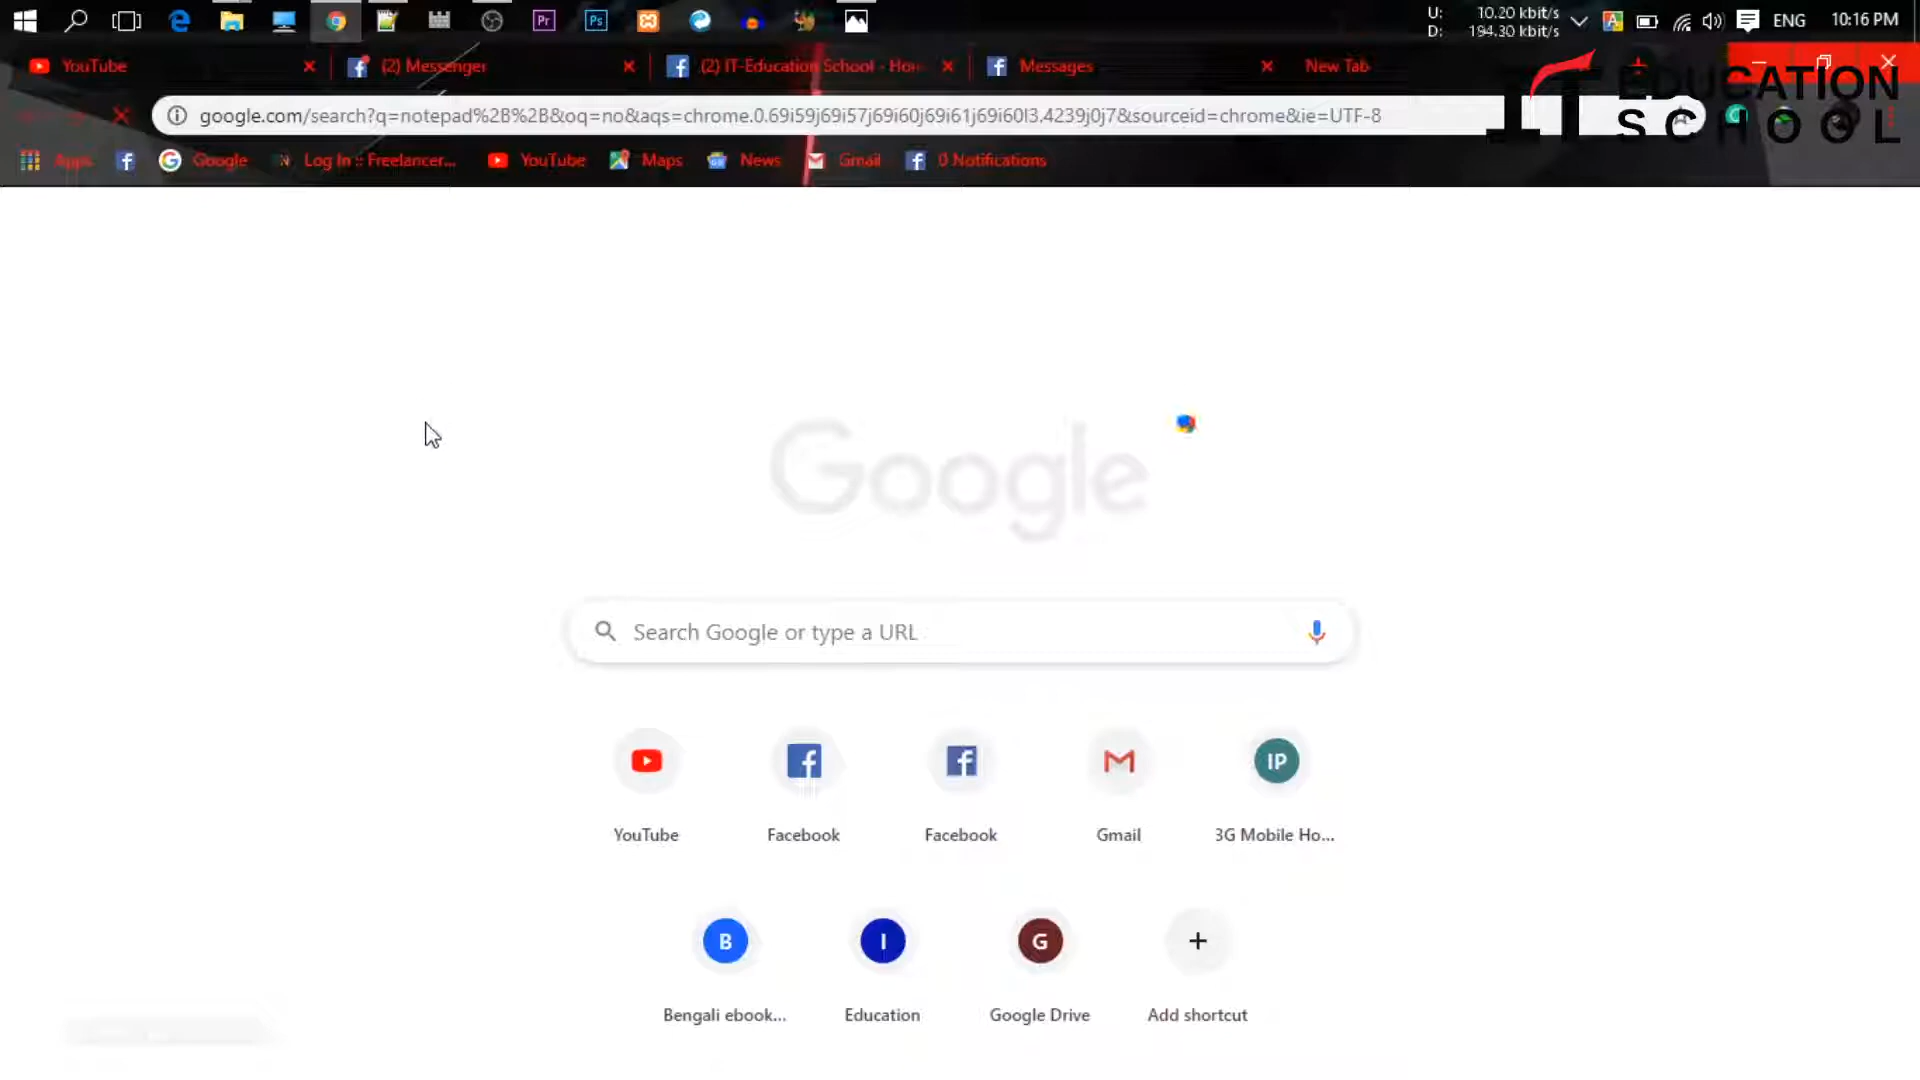 U: 10.20 kbit/s
D: 194.30 kbit/s
ENG
10:16 PM
YouTube
(2) Messenger
(2) IT-Education School - Ho
Messages
New Tab
IT EDUCATION
SCHOOL
google.com/search?q=notepad%2B%2B&oq=no&aqs=chrome.0.69i59j69i57j69i60j69i61j69i60l3.4239j0j7&sourceid=chrome&ie=UTF-8
Apps
Google
Log In :: Freelancer...
YouTube
Maps
News
Gmail
0 Notifications
Google
Search Google or type a URL
IP
YouTube
Facebook
Facebook
Gmail
3G Mobile Ho...
B
I
G
Bengali ebook...
Education
Google Drive
Add shortcut